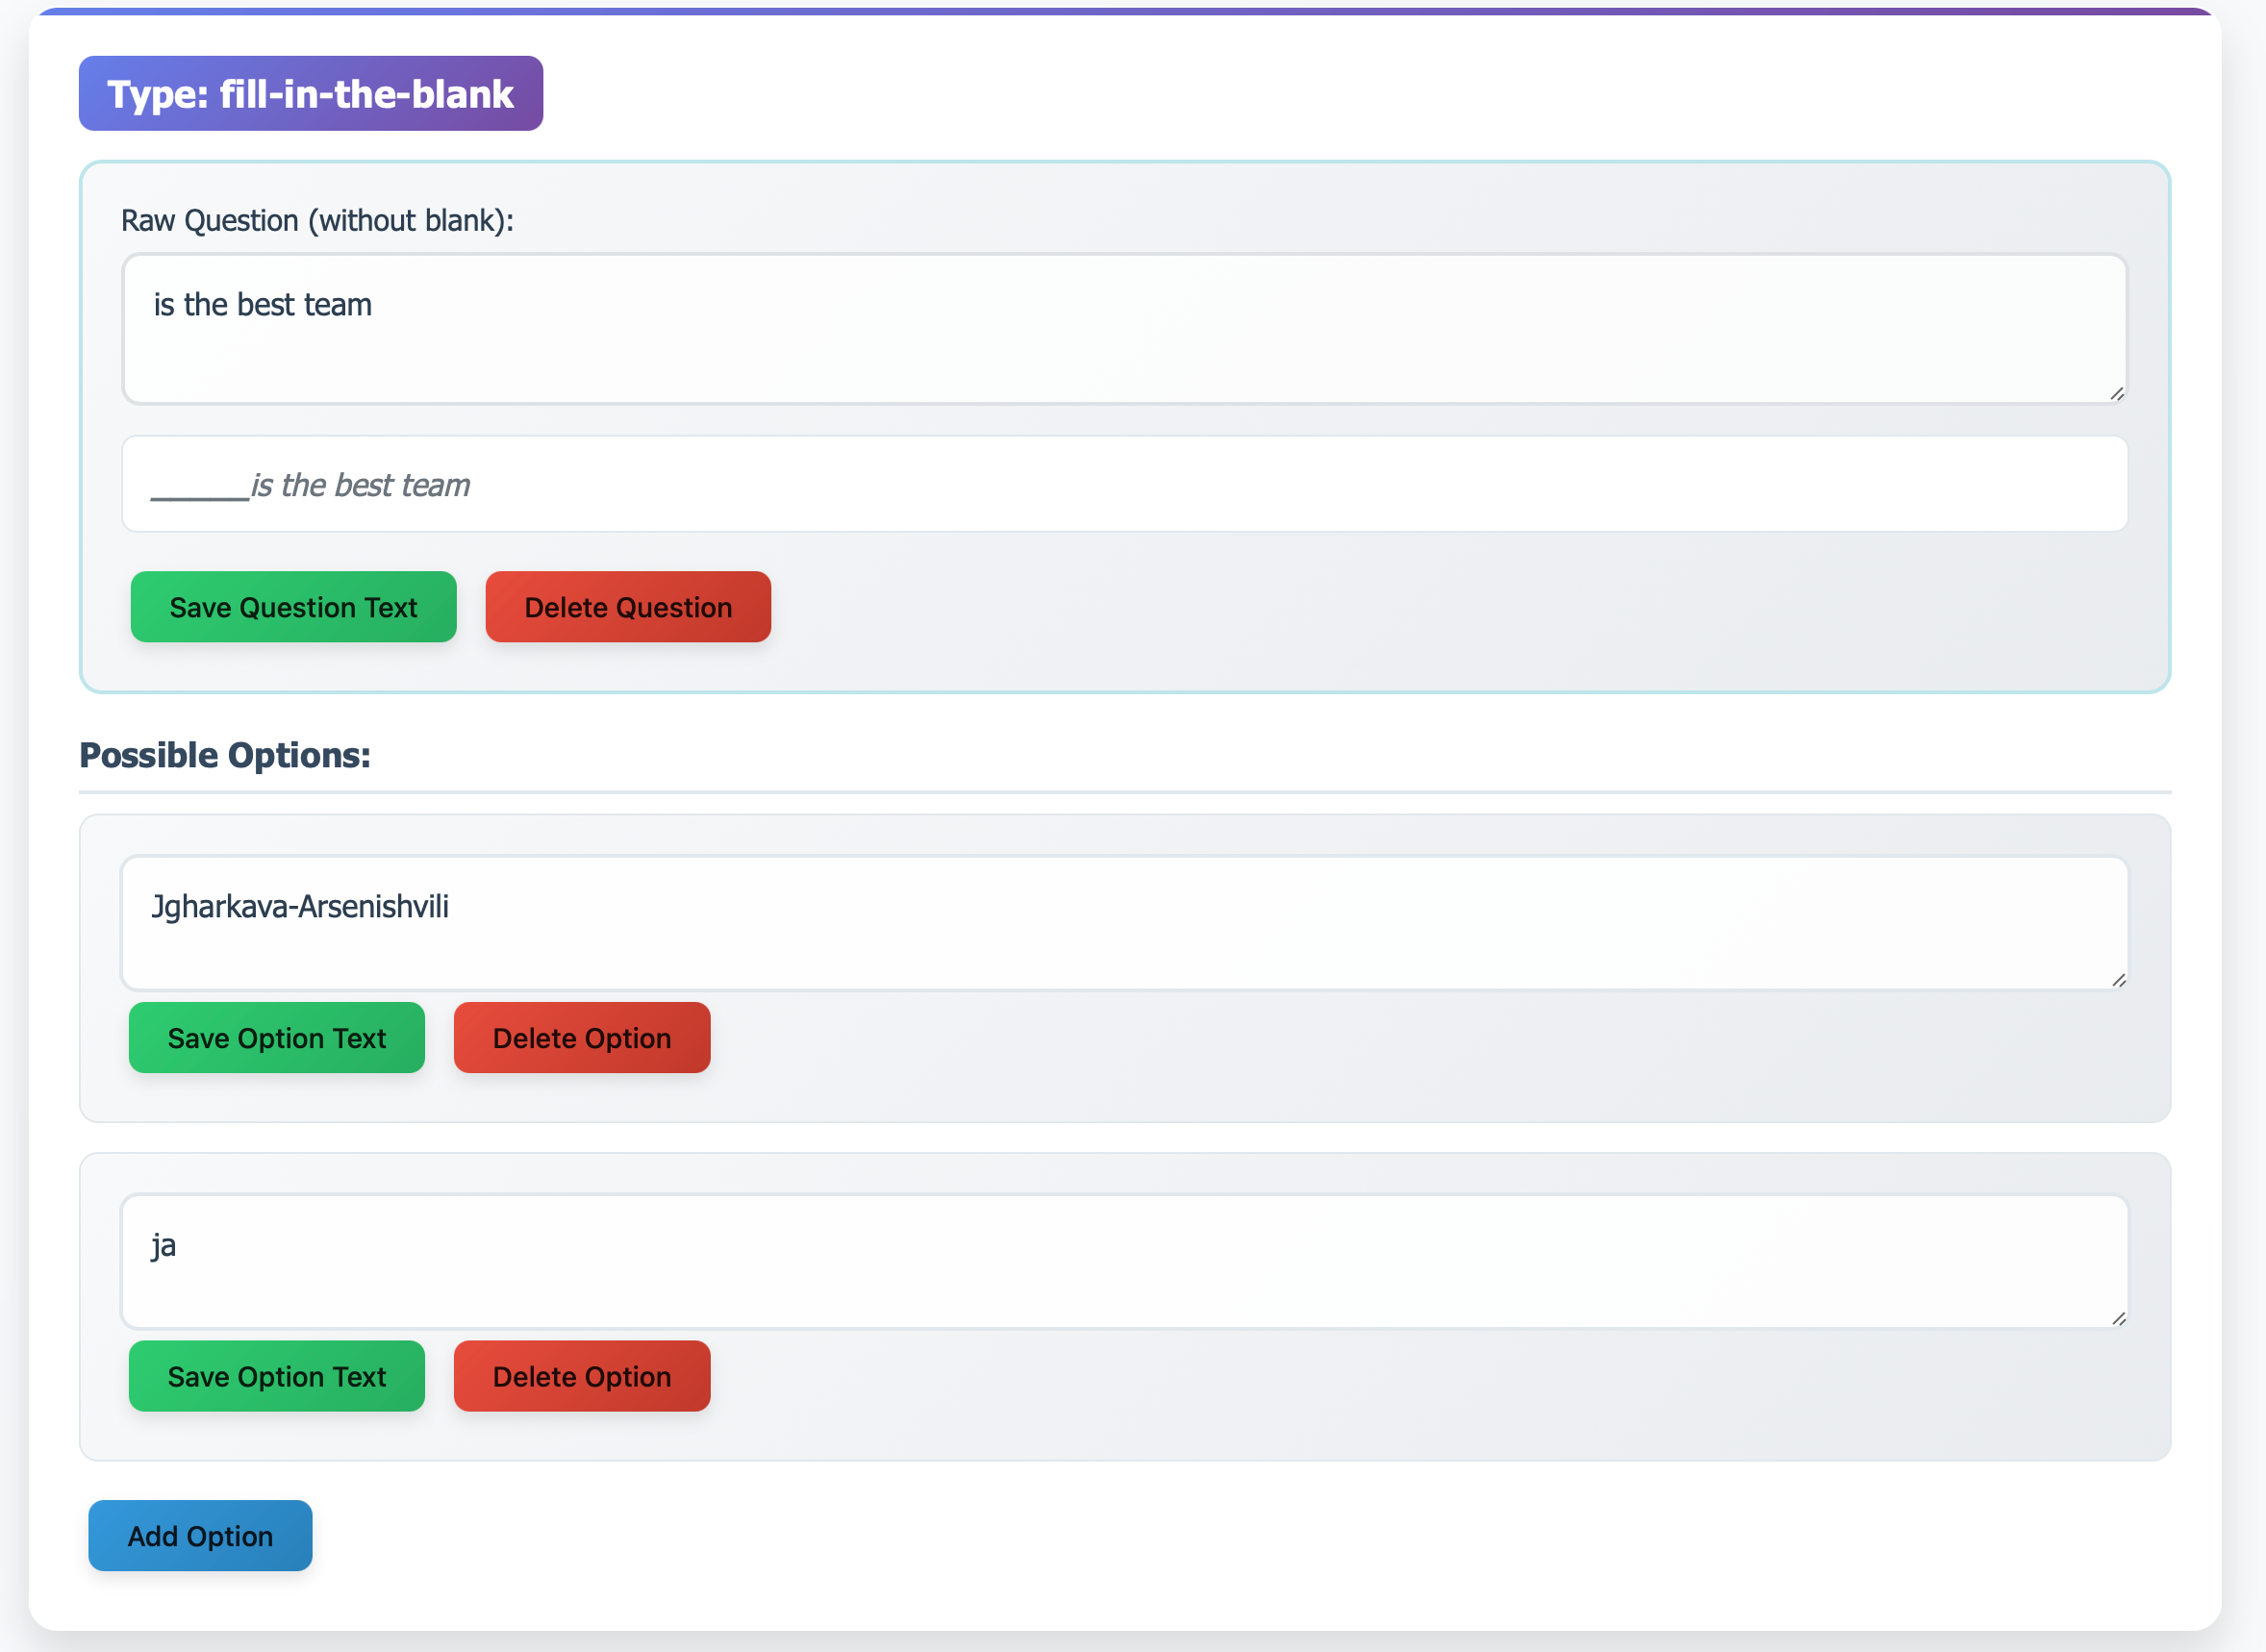 Type: fill-in-the-blank
Raw Question (without blank):
is the best team
_____is the best team
Save Question Text
Delete Question
Possible Options:
Jgharkava-Arsenishvili
Save Option Text
Delete Option
ja
Save Option Text
Delete Option
Add Option